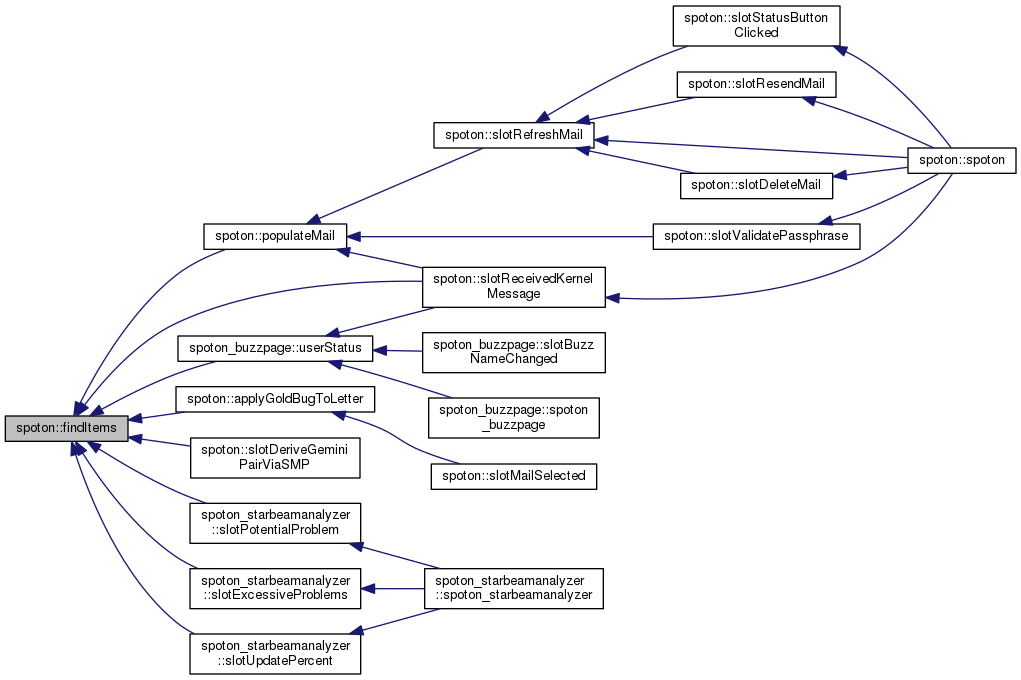 spoton::slotStatusButton
Clicked
spoton::slotResendMail
spoton::slotRefreshMail
spoton::spoton
spoton::slotDeleteMail
spoton::populateMail
spoton::slotValidatePassphrase
spoton::slotReceivedKernel
Message
spoton_buzzpage::userStatus
spoton_buzzpage::slotBuzz
NameChanged
spoton::applyGoldBugToLetter
spoton_buzzpage::spoton
_buzzpage
spoton::findItems
spoton::slotDeriveGemini
PairViaSMP
spoton::slotMailSelected
spoton_starbeamanalyzer
::slotPotentialProblem
spoton_starbeamanalyzer
::slotExcessiveProblems
spoton_starbeamanalyzer
::spoton_starbeamanalyzer
spoton_starbeamanalyzer
::slotUpdatePercent